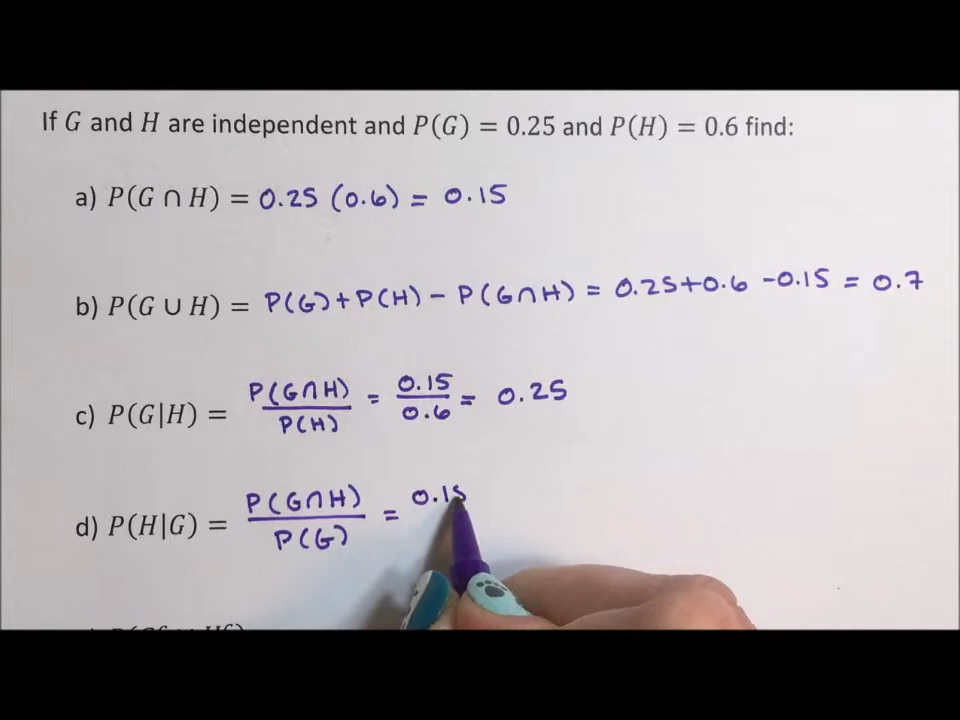 If G and H are independent and P(G) = 0.25 and P(H) = 0.6 find:
a) P(G ∩ H) = 0.25 (0.6) = 0.15
b) P(G ∪ H) = P(G) + P(H) − P(G∩H) = 0.25+0.6 −0.15 = 0.7
c) P(G|H) = P(G∩H) / P(H) = 0.15 / 0.6 = 0.25
d) P(H|G) = P(G∩H) / P(G) = 0.15